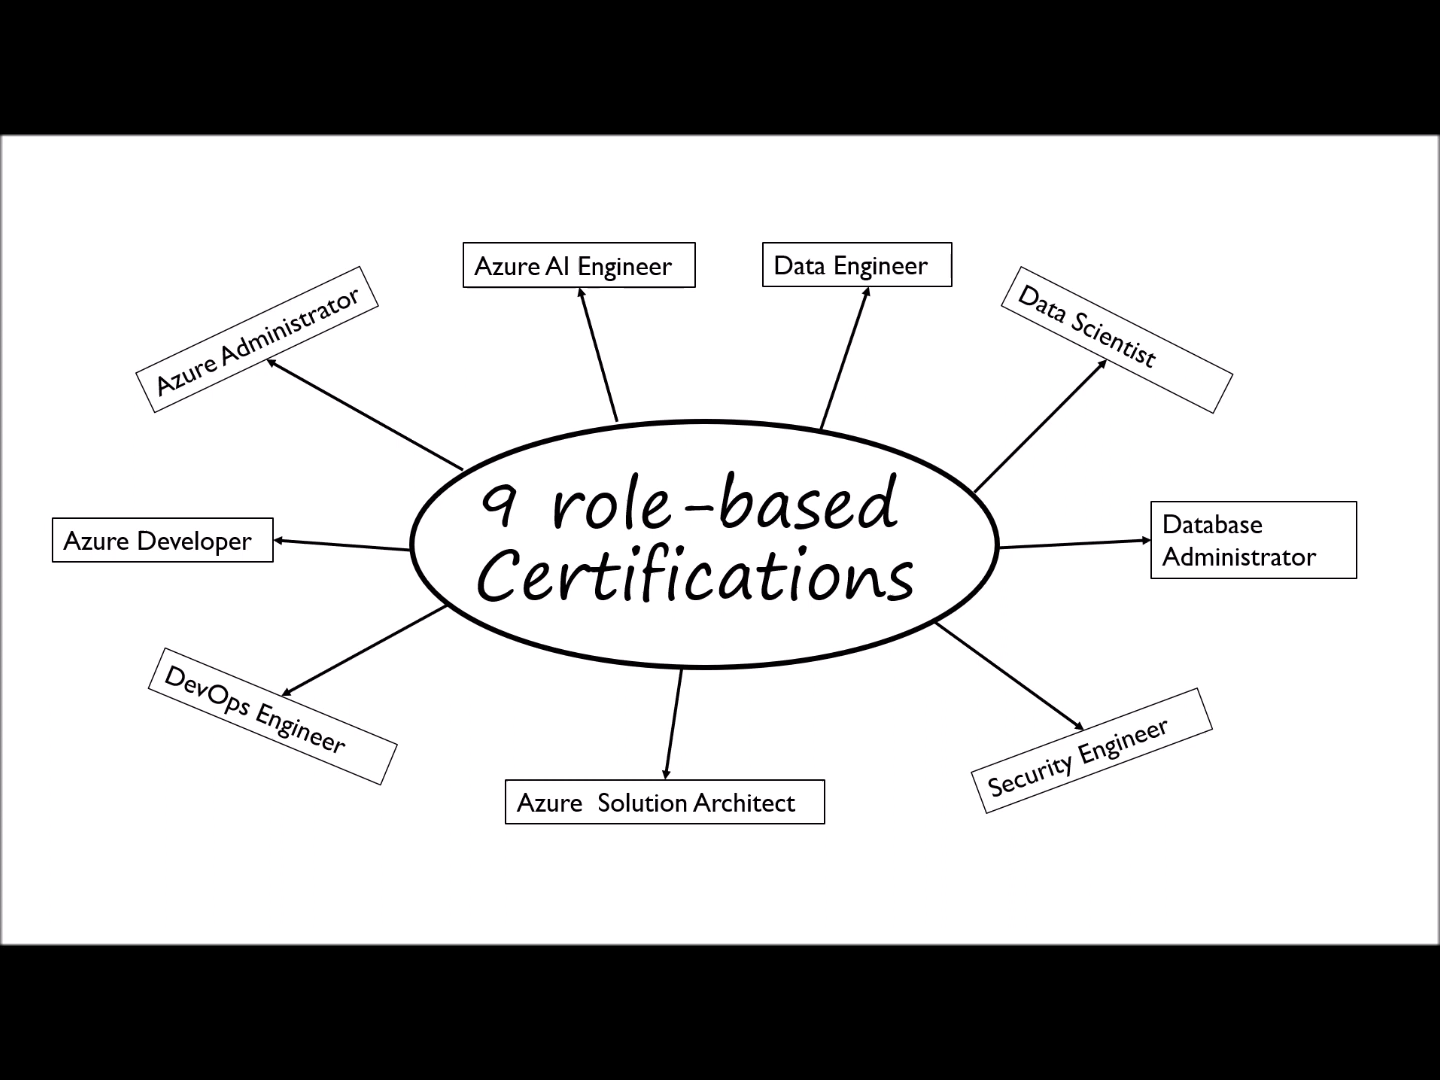 Azure AI Engineer
Data Engineer
Azure Administrator
Data Scientist
9 role-based
Certifications
Azure Developer
Database
Administrator
DevOps Engineer
Security Engineer
Azure Solution Architect